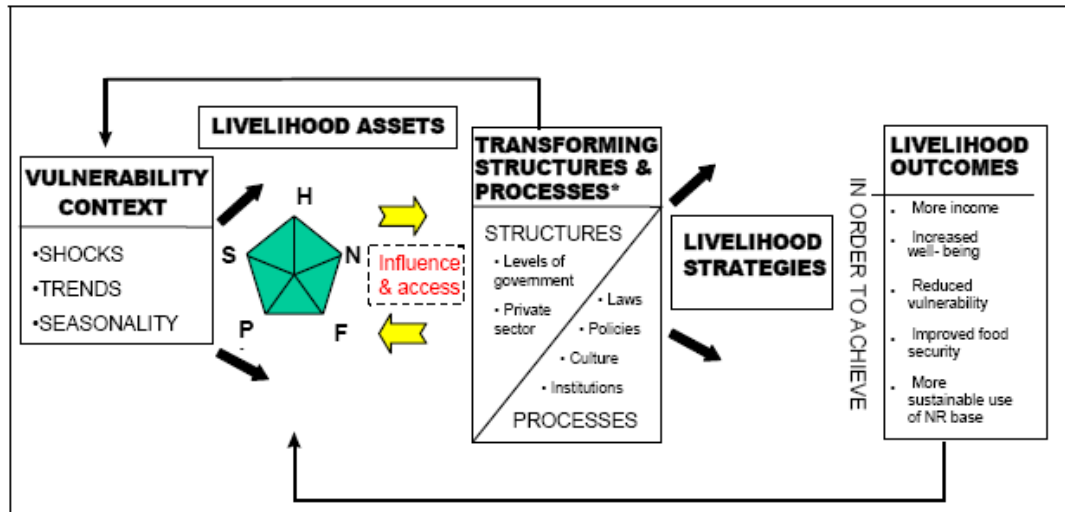 LIVELIHOOD ASSETS
VULNERABILITY
CONTEXT
•SHOCKS
•TRENDS
•SEASONALITY
H
S
N
P
F
Influence
& access
TRANSFORMING
STRUCTURES &
PROCESSES*
STRUCTURES
• Levels of
government
• Private
sector
• Laws
• Policies
• Culture
• Institutions
PROCESSES
LIVELIHOOD
STRATEGIES
IN ORDER TO ACHIEVE
LIVELIHOOD
OUTCOMES
• More income
• Increased
well- being
• Reduced
vulnerability
• Improved food
security
• More
sustainable use
of NR base